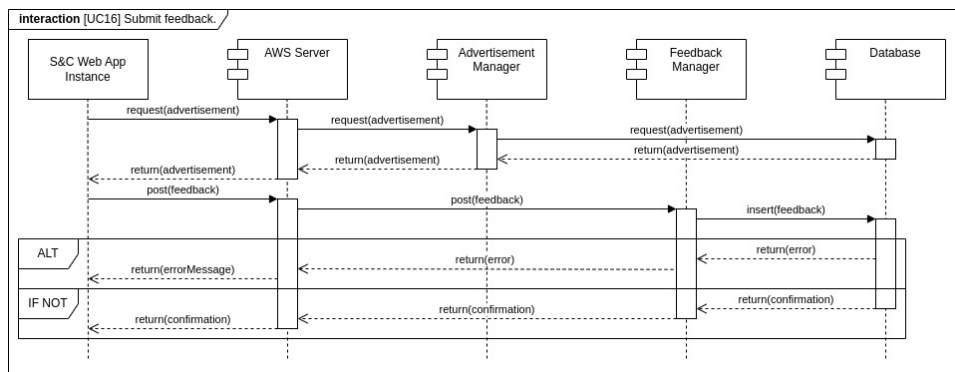 interaction [UC16] Submit feedback.
S&C Web App
Instance
AWS Server
Advertisement
Manager
Feedback
Manager
Database
request(advertisement)
request(advertisement)
request(advertisement)
return(advertisement)
return(advertisement)
return(advertisement)
post(feedback)
post(feedback)
insert(feedback)
ALT
return(error)
return(error)
return(errorMessage)
IF NOT
return(confirmation)
return(confirmation)
return(confirmation)